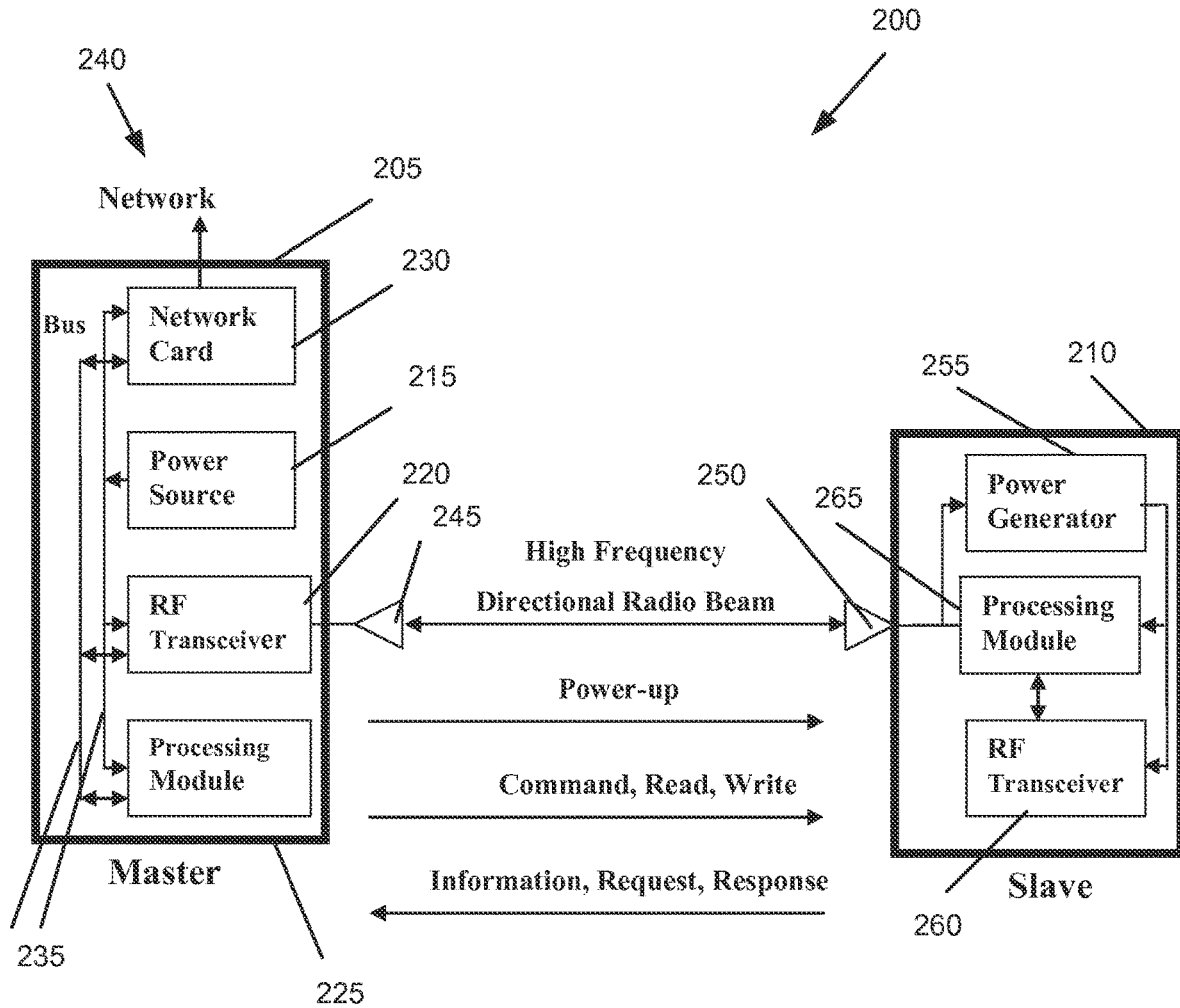 200
240
205
Network
230
Bus
Network
Card
215
Power
Source
220
245
RF
Transceiver
Processing
Module
Master
235
225
High Frequency
Directional Radio Beam
Power-up
Command, Read, Write
Information, Request, Response
250
265
255
210
Power
Generator
Processing
Module
RF
Transceiver
Slave
260